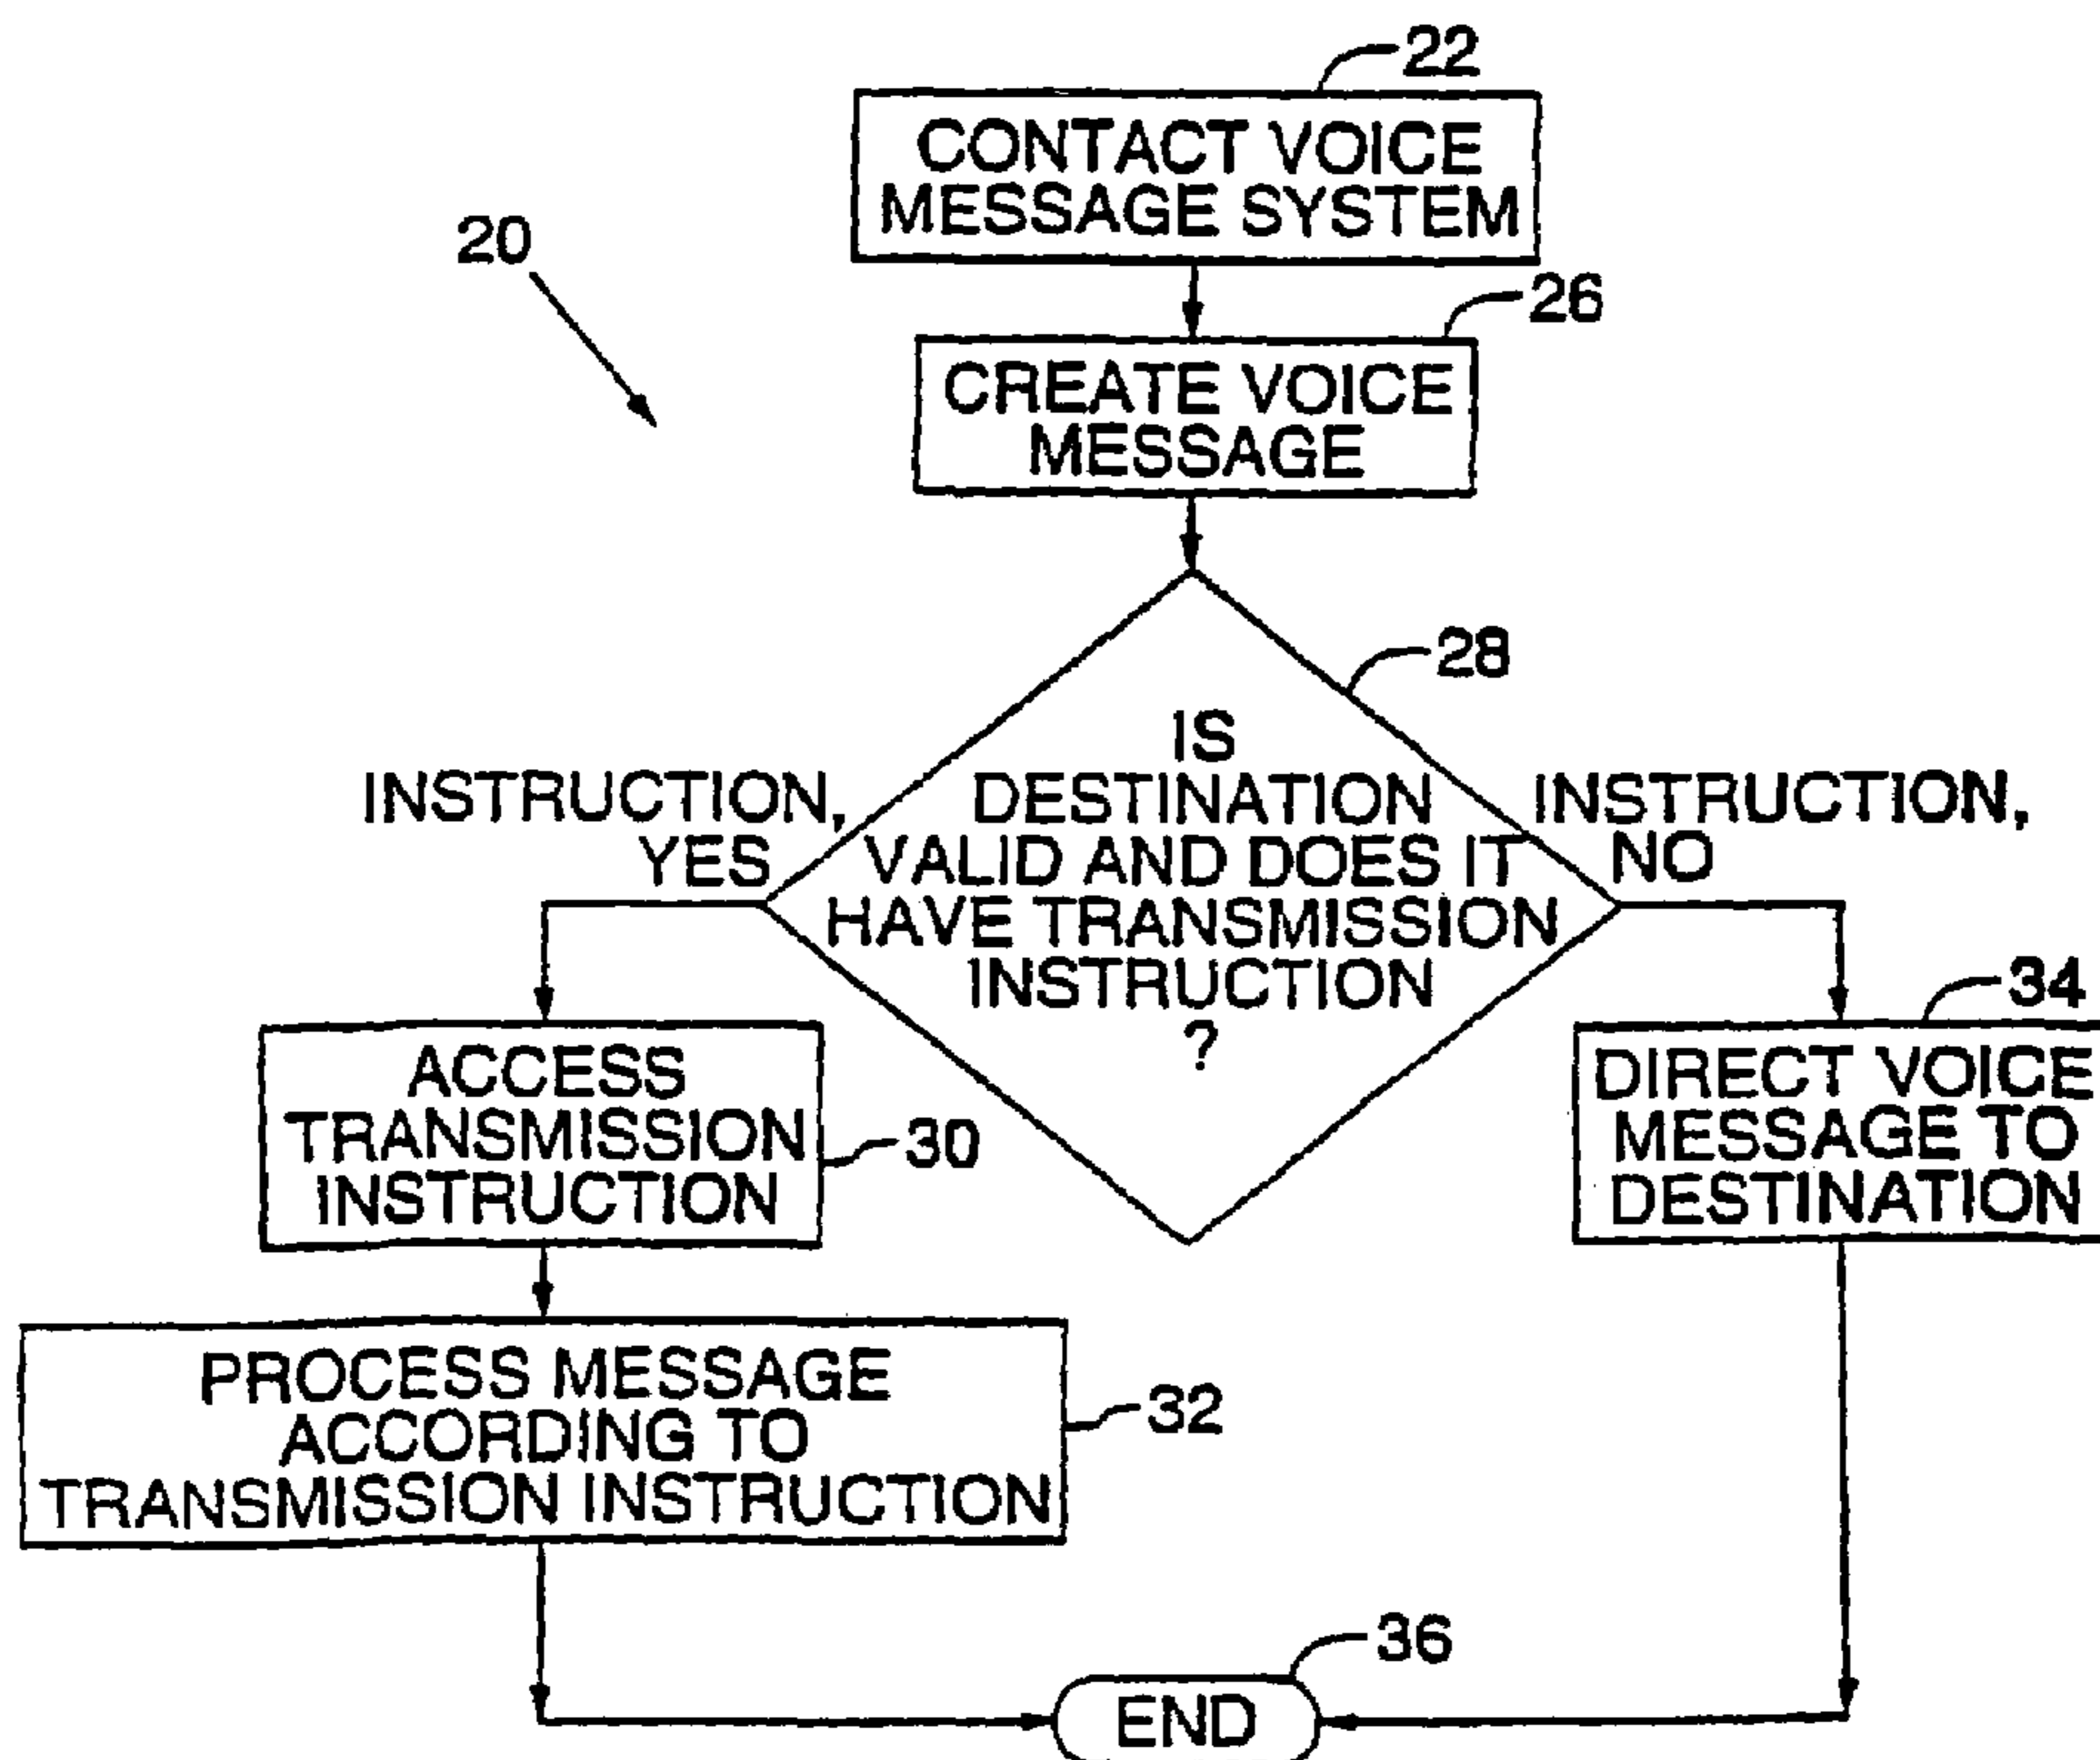 22
CONTACT VOICE
MESSAGE SYSTEM
20
26
CREATE VOICE
MESSAGE
28
IS
DESTINATION
VALID AND DOES IT
HAVE TRANSMISSION
INSTRUCTION
?
INSTRUCTION,
YES
INSTRUCTION,
NO
ACCESS
TRANSMISSION
INSTRUCTION
30
34
DIRECT VOICE
MESSAGE TO
DESTINATION
PROCESS MESSAGE
ACCORDING TO
TRANSMISSION INSTRUCTION
32
36
END